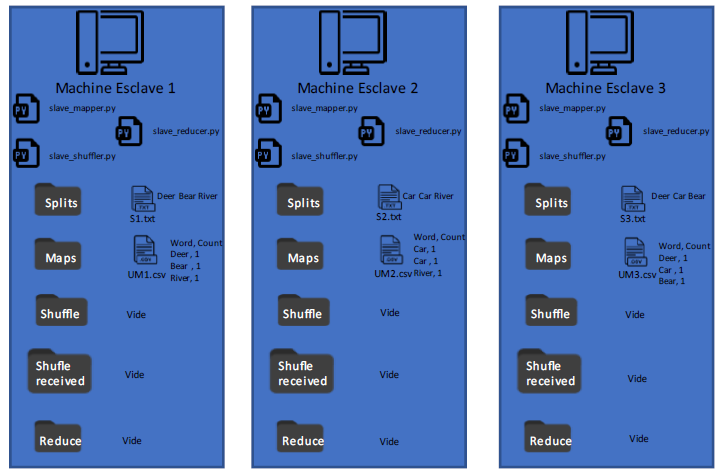 Machine Esclave 1
slave_mapper.py
PY
slave_reducer.py
PY
slave_shuffler.py
PY
Splits
TXT
Deer Bear River
S1.txt
Maps
CSV
UM1.csv
Word, Count
Deer, 1
Bear , 1
River, 1
Shuffle
Vide
Shufle
received
Vide
Reduce
Vide
Machine Esclave 2
slave_mapper.py
PY
slave_reducer.py
PY
slave_shuffler.py
PY
Splits
TXT
Car Car River
S2.txt
Maps
CSV
UM2.csv
Word, Count
Car, 1
Car , 1
River, 1
Shuffle
Vide
Shufle
received
Vide
Reduce
Vide
Machine Esclave 3
slave_mapper.py
PY
slave_reducer.py
PY
slave_shuffler.py
PY
Splits
TXT
Deer Car Bear
S3.txt
Maps
CSV
UM3.csv
Word, Count
Deer, 1
Car , 1
Bear, 1
Shuffle
Vide
Shufle
received
Vide
Reduce
Vide